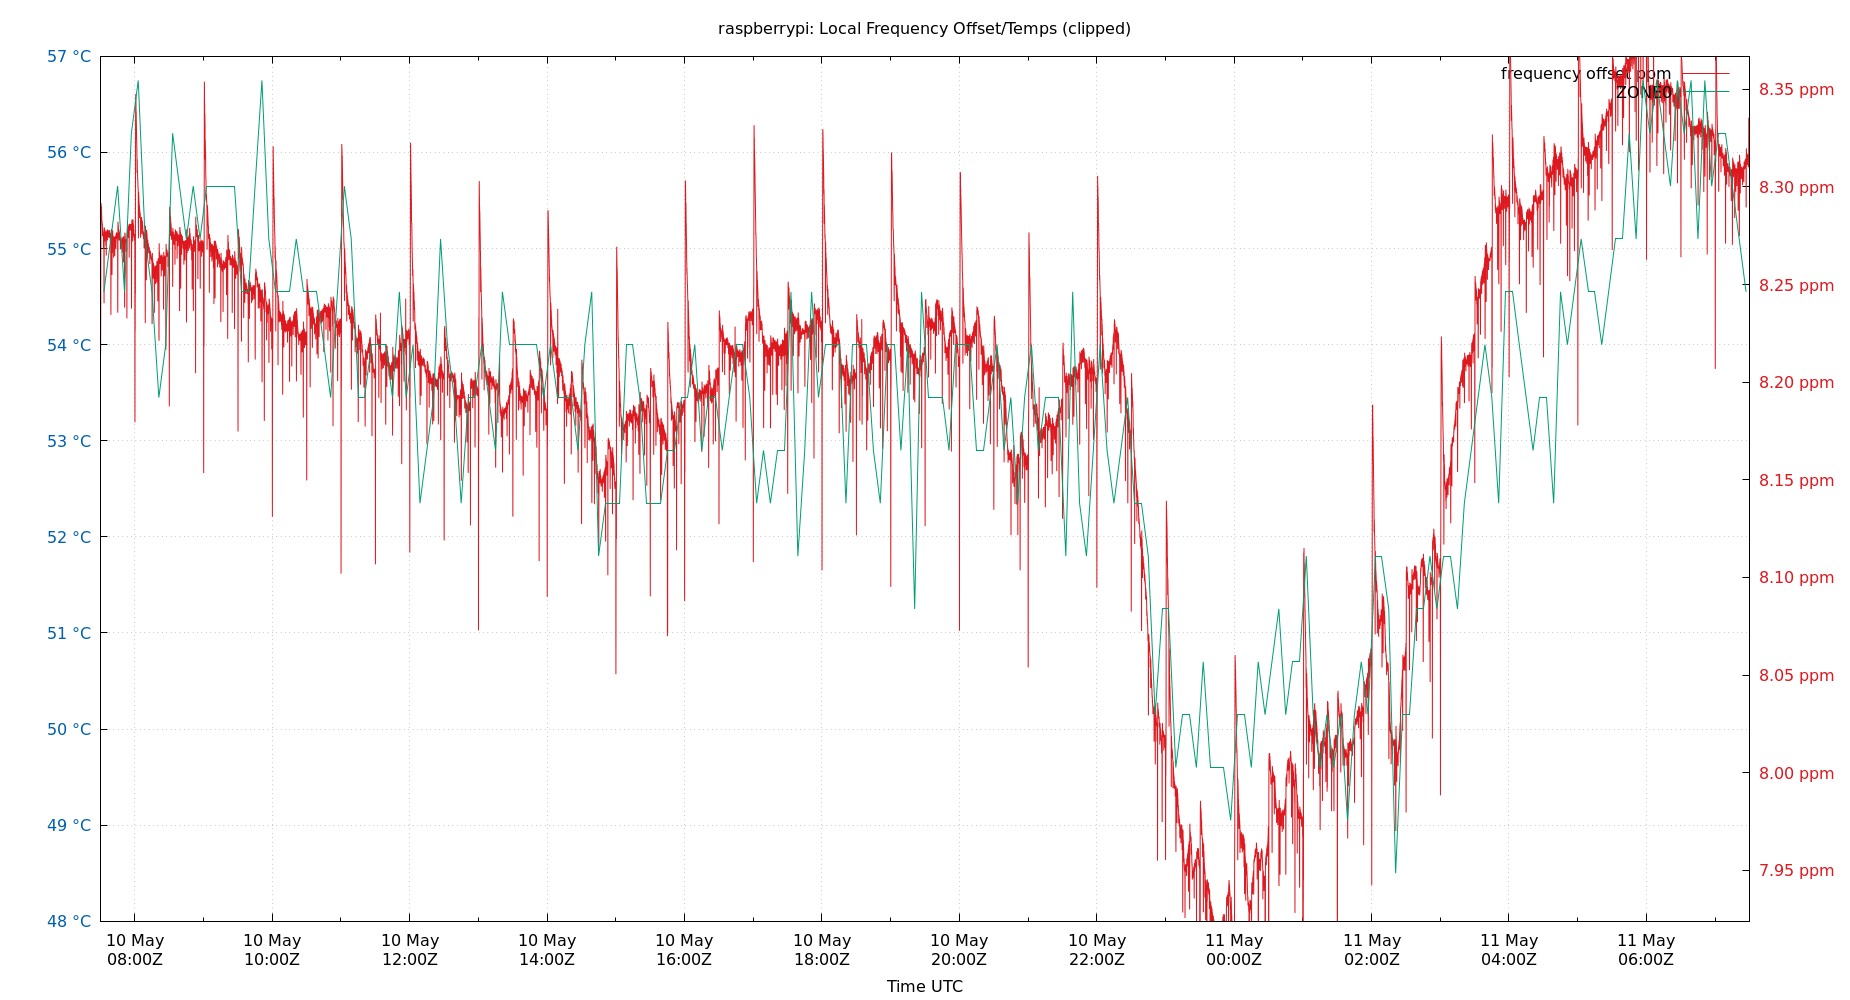 raspberrypi: Local Frequency Offset/Temps (clipped)
57 °C
56 °C
55 °C
54 °C
53 °C
52 °C
51 °C
50 °C
49 °C
48 °C
frequency offset ppm
ZONE0
8.35 ppm
8.30 ppm
8.25 ppm
8.20 ppm
8.15 ppm
8.10 ppm
8.05 ppm
8.00 ppm
7.95 ppm
10 May 10 May 10 May 10 May 10 May 10 May 10 May 10 May 11 May 11 May 11 May 11 May
08:00Z 10:00Z 12:00Z 14:00Z 16:00Z 18:00Z 20:00Z 22:00Z 00:00Z 02:00Z 04:00Z 06:00Z
Time UTC